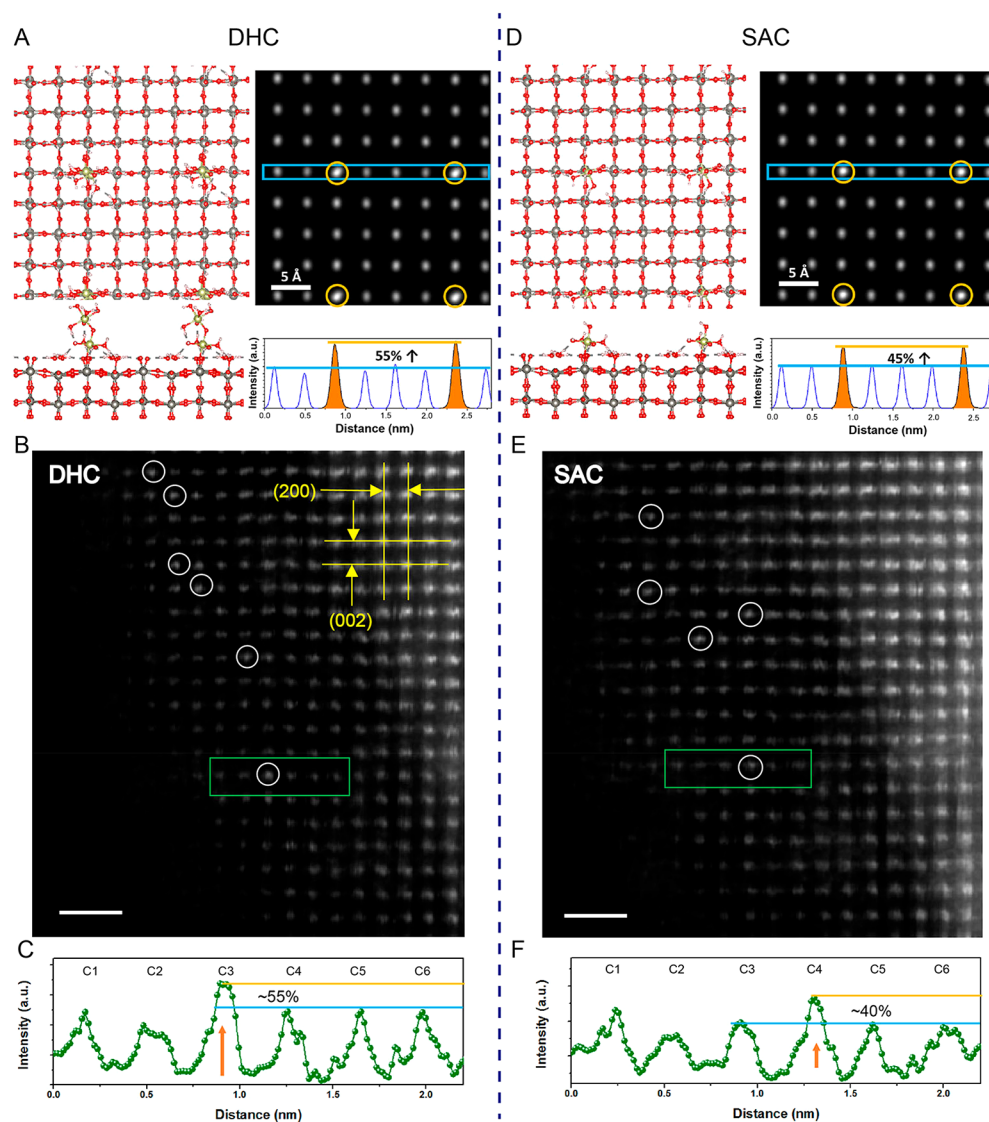 A
DHC
5 Å
Intensity (a.u.)
55% ↑
0.0 0.5 1.0 1.5 2.0 2.5
Distance (nm)
B
DHC
(200)
(002)
C
C1 C2 C3 C4 C5 C6
~55%
Intensity (a.u.)
0.0 0.5 1.0 1.5 2.0
Distance (nm)
D
SAC
5 Å
Intensity (a.u.)
45% ↑
0.0 0.5 1.0 1.5 2.0 2.5
Distance (nm)
E
SAC
F
C1 C2 C3 C4 C5 C6
~40%
Intensity (a.u.)
0.0 0.5 1.0 1.5 2.0
Distance (nm)